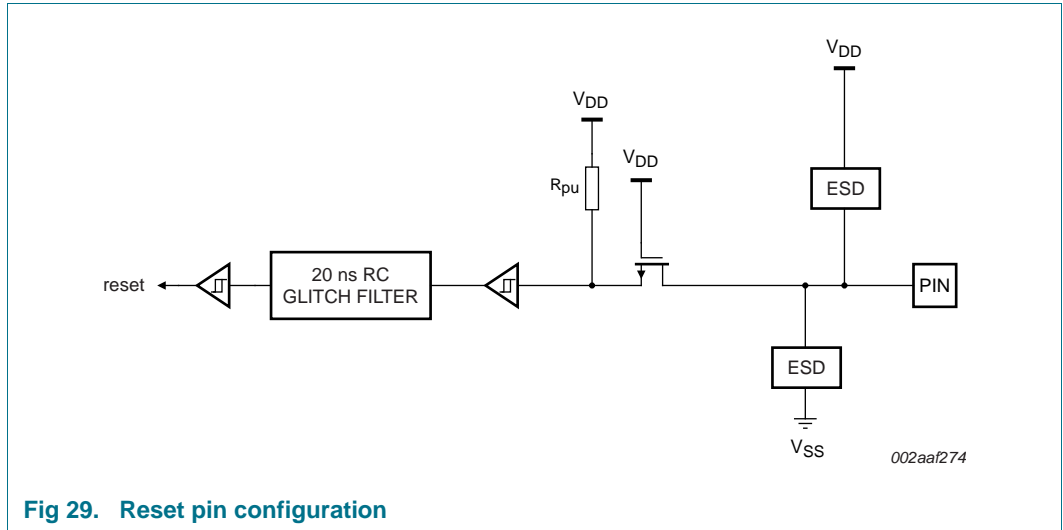 VDD
VDD
VDD
Rpu
ESD
reset
20 ns RC
GLITCH FILTER
PIN
ESD
VSS
002aaf274
Fig 29. Reset pin configuration